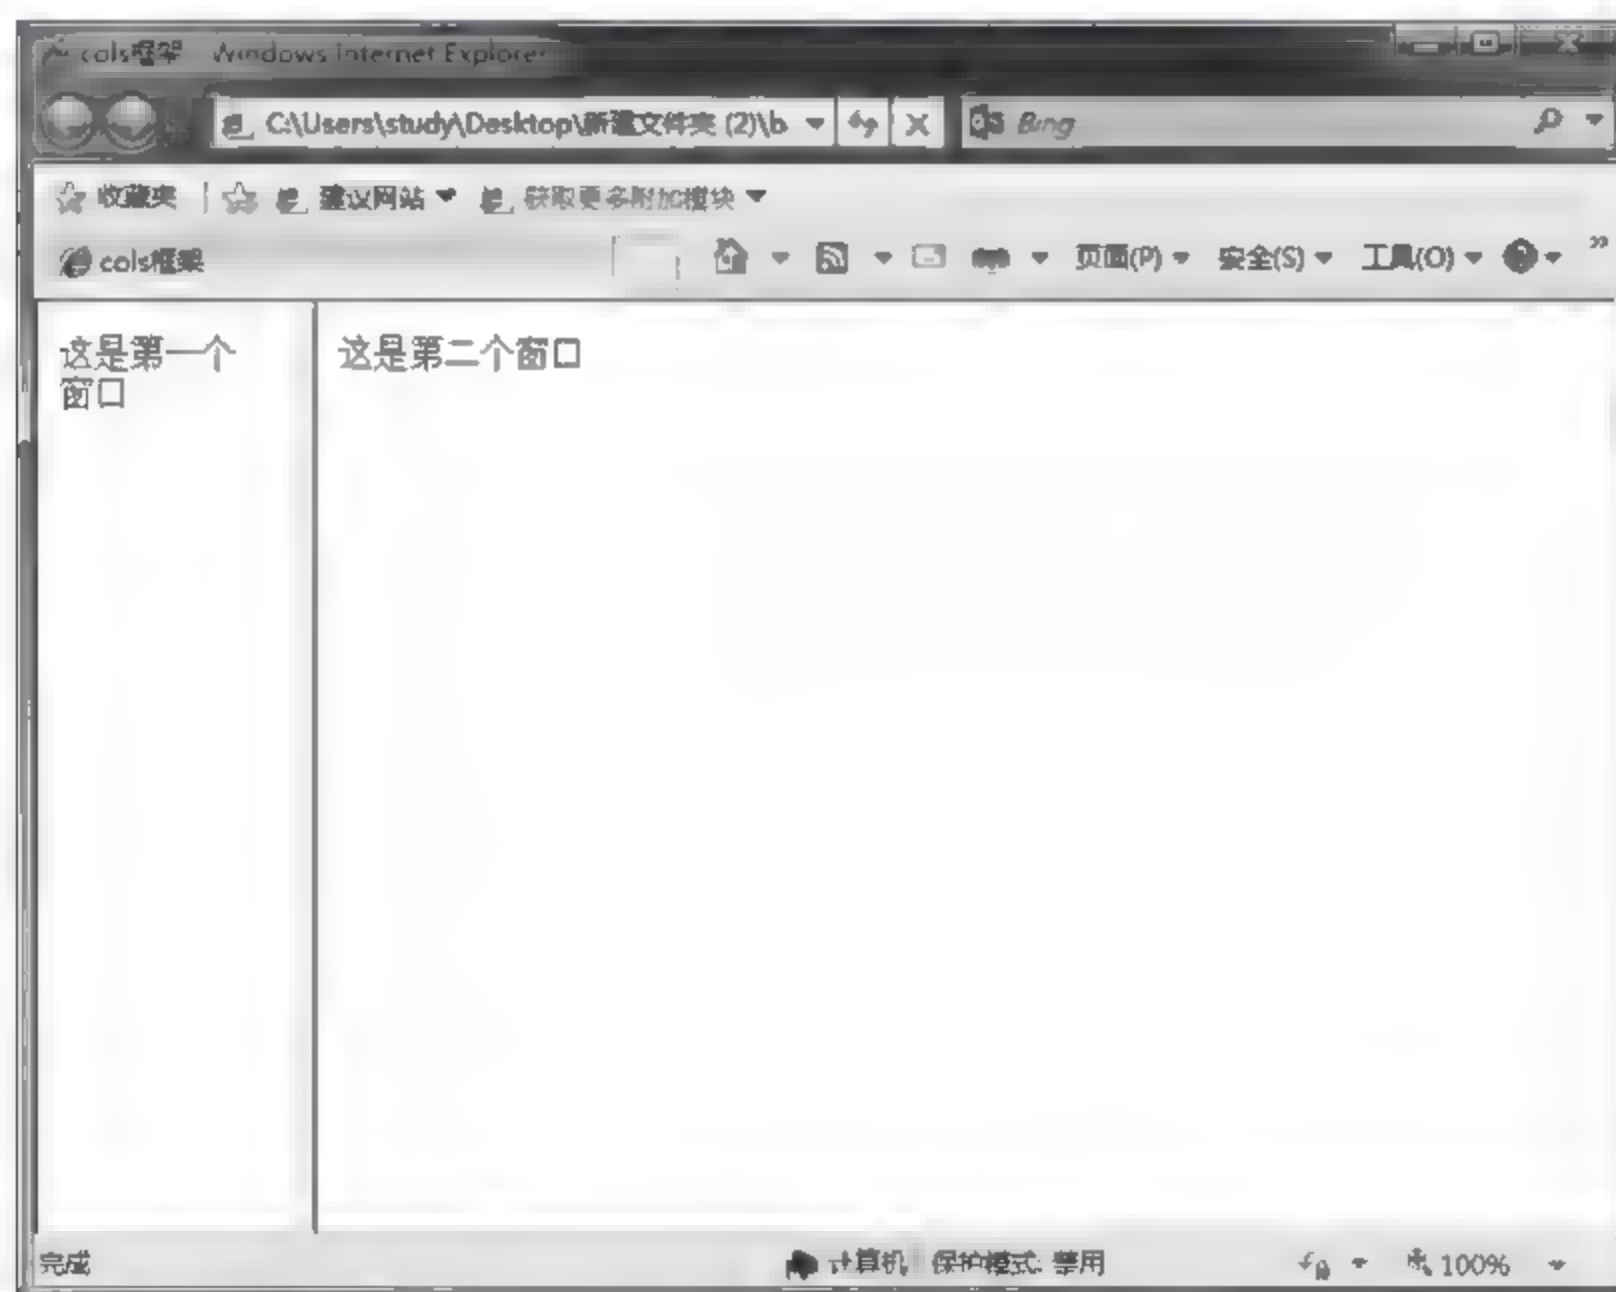 cols框架 Windows Internet Explorer
C:\Users\study\Desktop\新建文件夹 (2)\b
Bing
收藏夹 建议网站 获取更多附加模块
cols框架 页面(P) 安全(S) 工具(O) »
这是第一个
窗口
这是第二个窗口
完成 计算机 保护模式: 禁用 100%